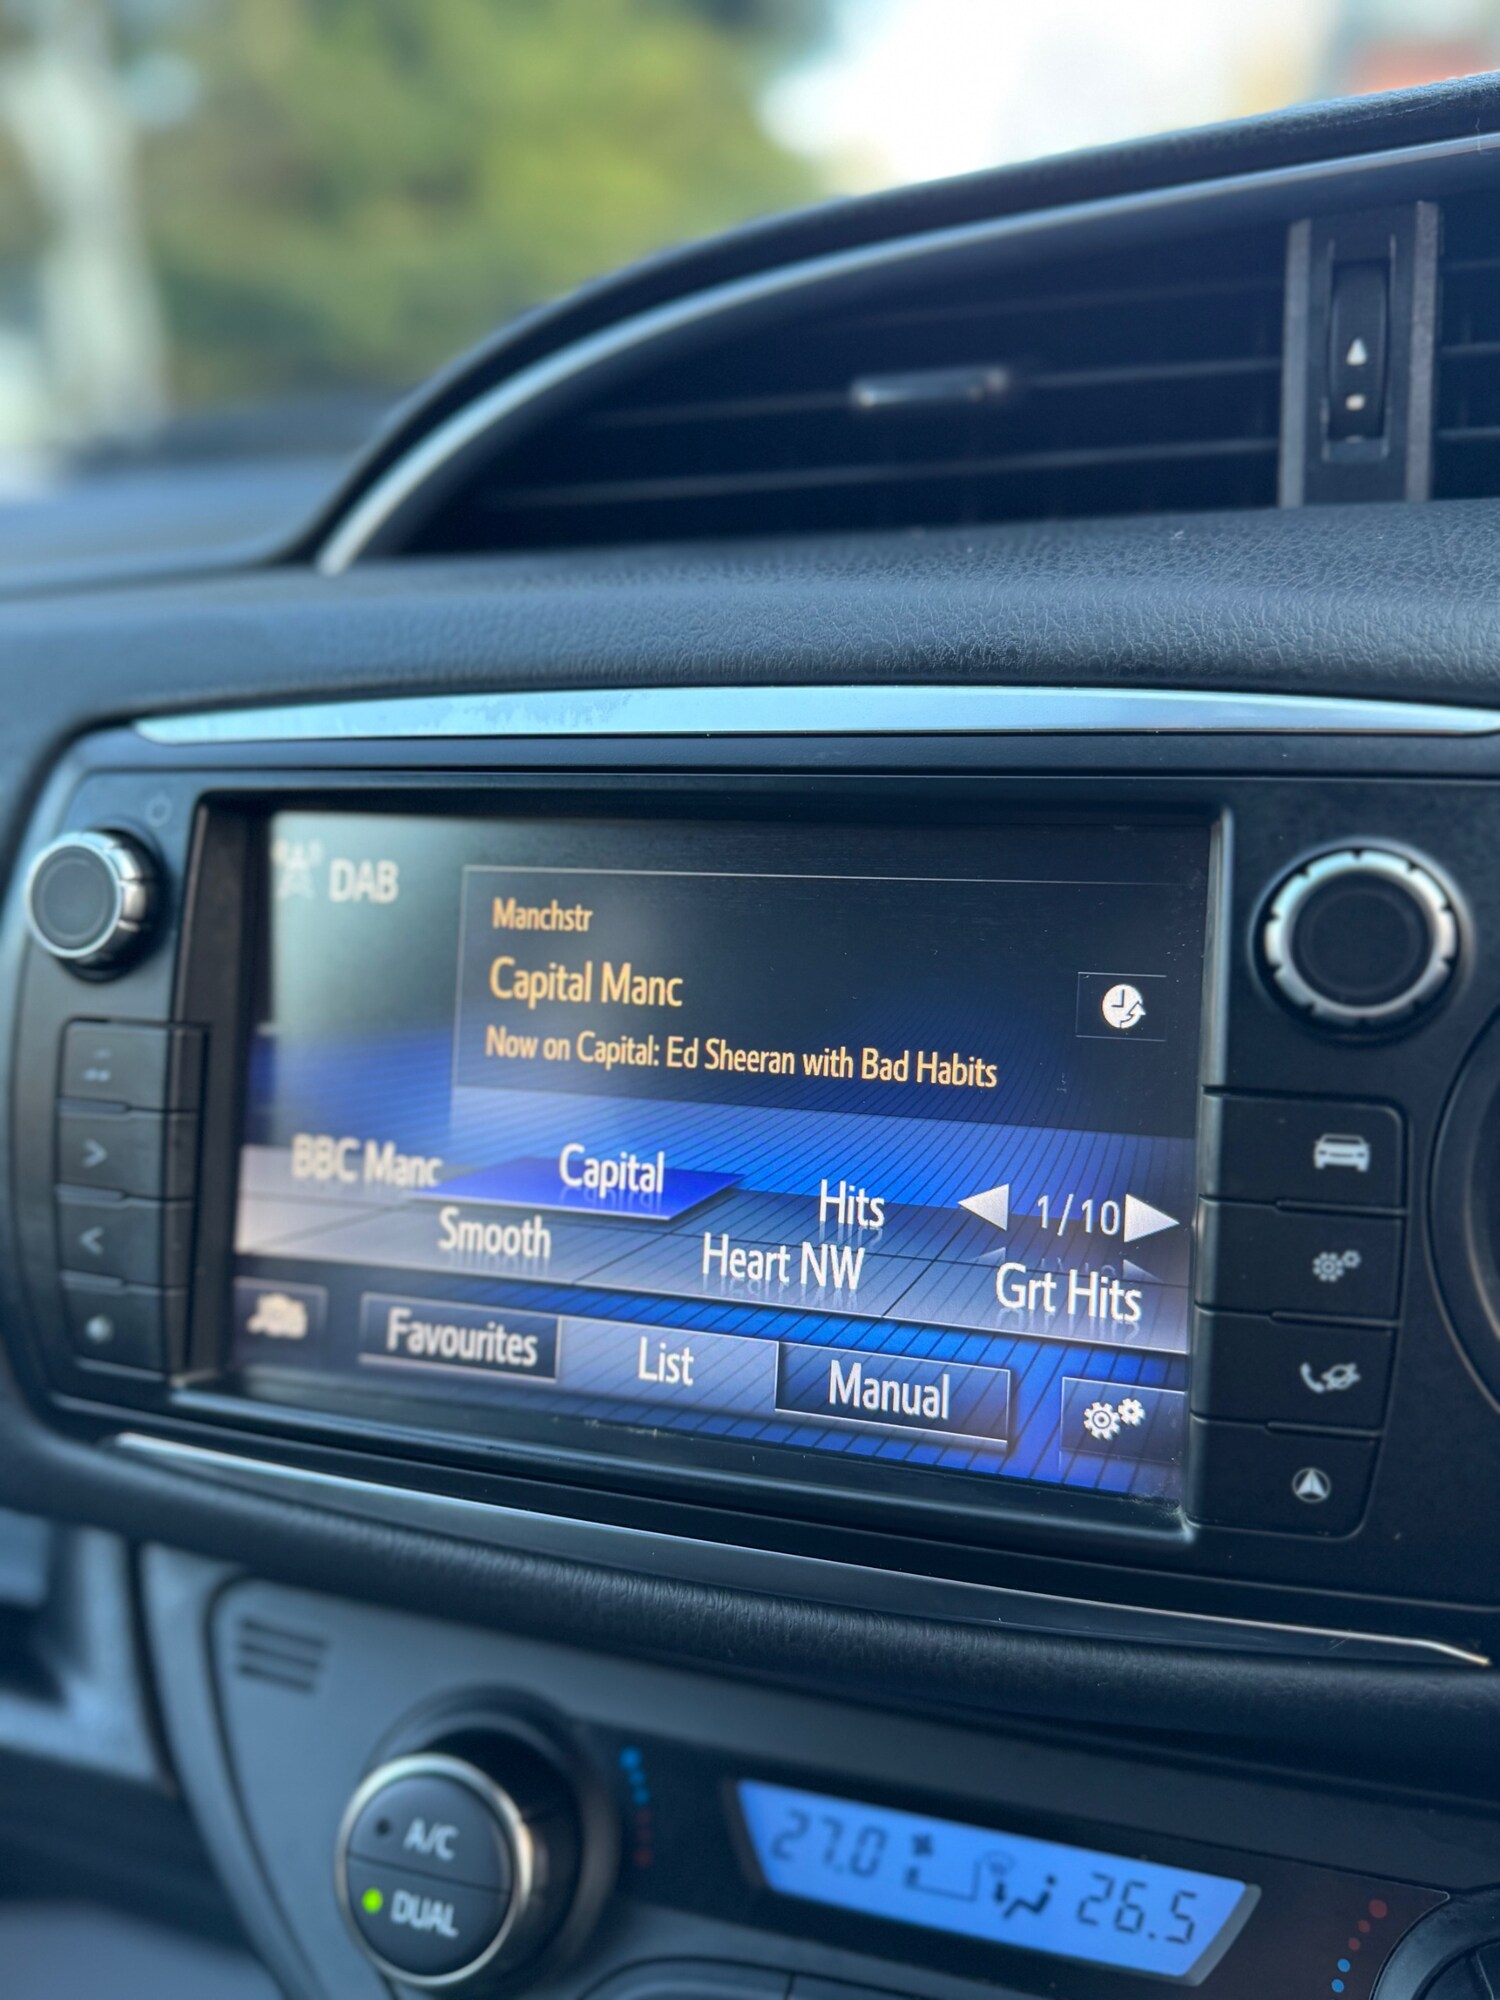 DAB
Manchstr
Capital Manc
Now on Capital: Ed Sheeran with Bad Habits
BBC Manc Capital Hits 1/10
Smooth Heart NW Grt Hits
Favourites List Manual
A/C
DUAL
27.0 26.5